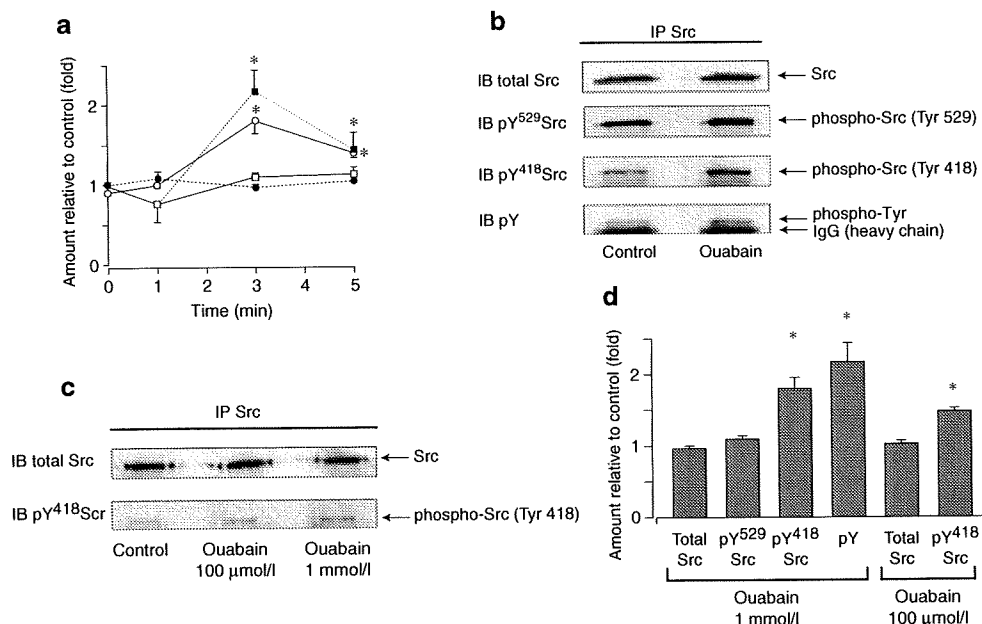 a
Amount relative to control (fold)
2
1
0
0 1 2 3 4 5
Time (min)
* * * *
b
IP Src
IB total Src
Src
IB pY529Src
phospho-Src (Tyr 529)
IB pY418Src
phospho-Src (Tyr 418)
IB pY
phospho-Tyr
IgG (heavy chain)
Control Ouabain
c
IP Src
IB total Src
Src
IB pY418Scr
phospho-Src (Tyr 418)
Control Ouabain Ouabain
100 μmol/l 1 mmol/l
d
Amount relative to control (fold)
2
1
0
* * *
Total pY529 pY418 pY Total pY418
Src Src Src Src Src
Ouabain Ouabain
1 mmol/l 100 μmol/l